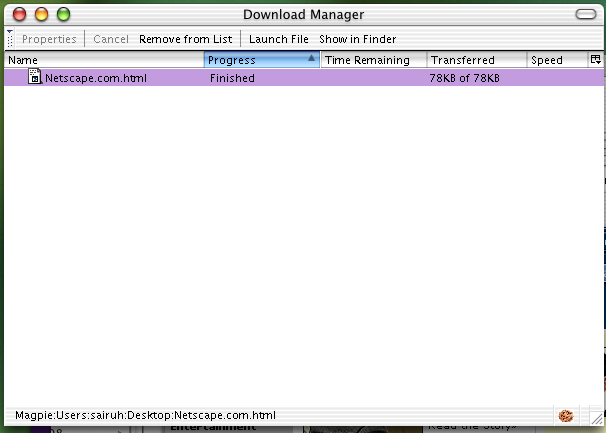 Download Manager
Properties Cancel Remove from List Launch File Show in Finder
Name Progress Time Remaining Transferred Speed
Netscape.com.html Finished 78KB of 78KB
Magpie:Users:sairuh:Desktop:Netscape.com.html
Entertainment Read the Story»